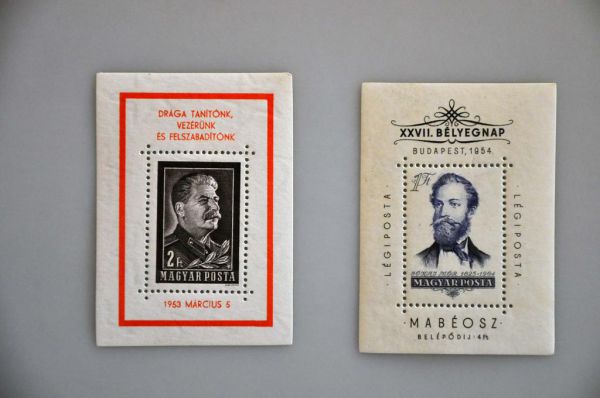 DRÁGA TANÍTÓNK,
VEZÉRÜNK
ÉS FELSZABADÍTÓNK
2 Ft
MAGYAR POSTA
1953 MÁRCIUS 5
XXVII. BÉLYEGNAP
BUDAPEST, 1954
LÉGIPOSTA
1 Ft
JÓKAI MÓR 1825-1904
MAGYAR POSTA
LÉGIPOSTA
MABÉOSZ
BELÉPŐDIJ · 4 Ft